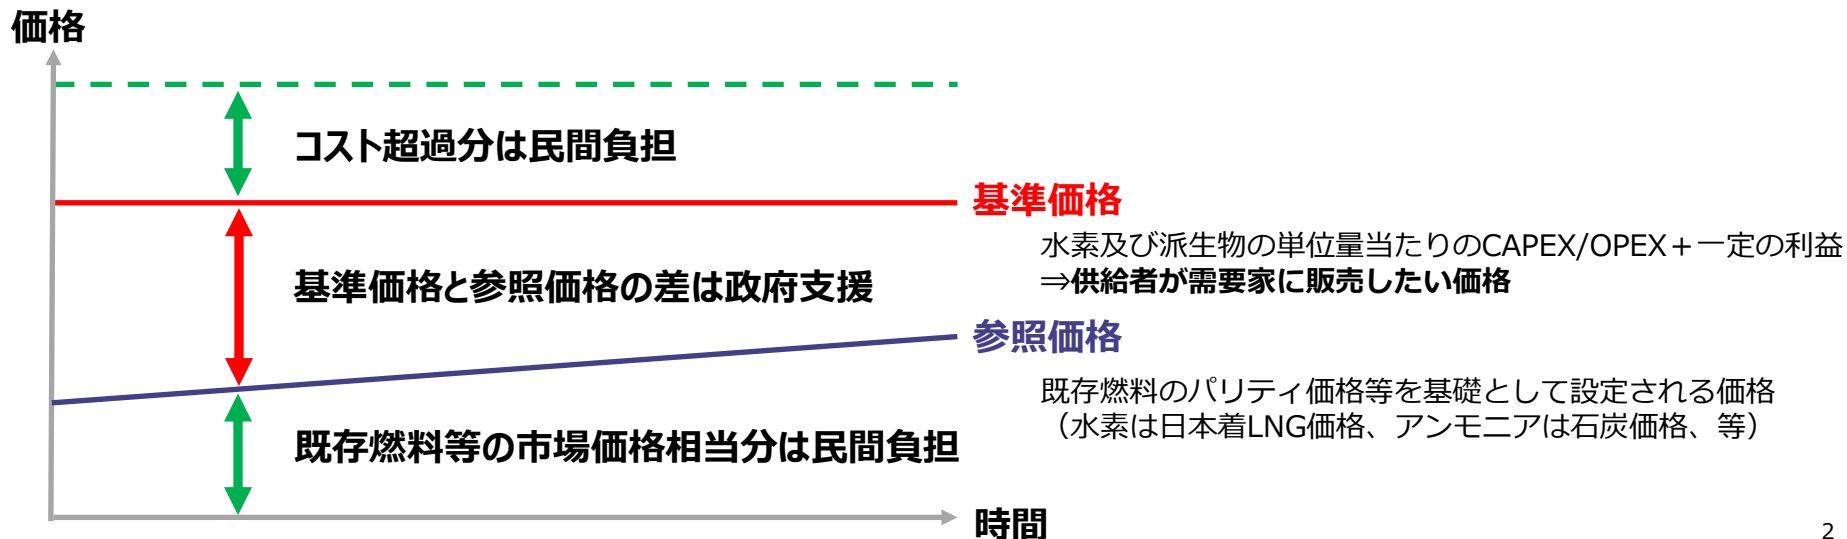 価格
コスト超過分は民間負担
基準価格
水素及び派生物の単位量当たりのCAPEX/OPEX+一定の利益
⇒供給者が需要家に販売したい価格
基準価格と参照価格の差は政府支援
参照価格
既存燃料のパリティ価格等を基礎として設定される価格
（水素は日本着LNG価格、アンモニアは石炭価格、等）
既存燃料等の市場価格相当分は民間負担
時間
2